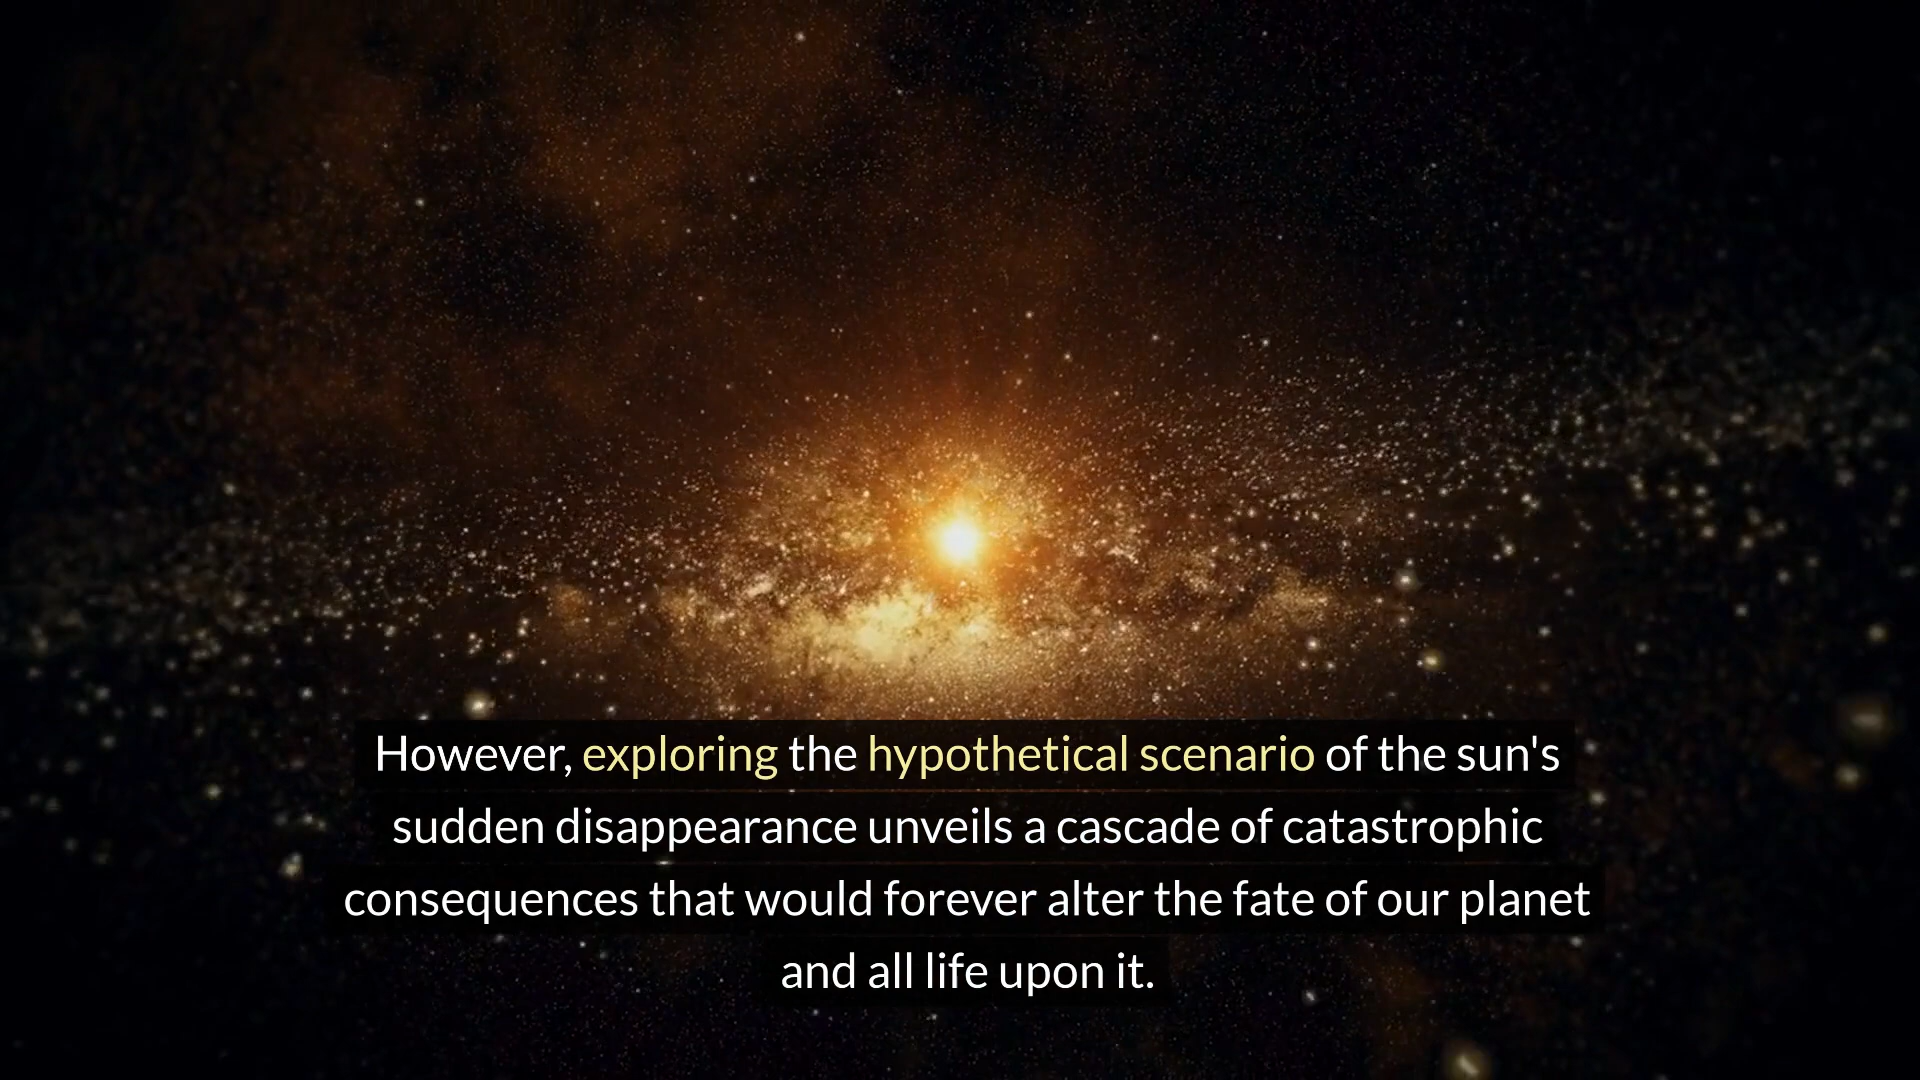 However, exploring the hypothetical scenario of the sun's
sudden disappearance unveils a cascade of catastrophic
consequences that would forever alter the fate of our planet
and all life upon it.